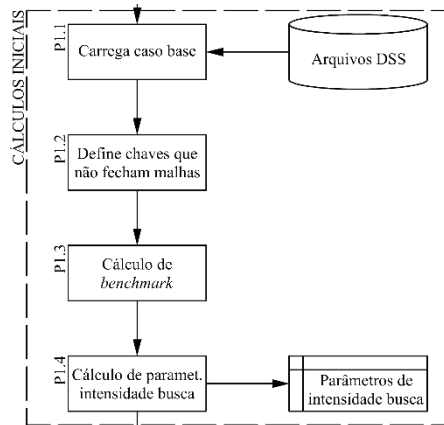 CÁLCULOS INICIAIS
P1.1
Carrega caso base
Arquivos DSS
P1.2
Define chaves que
não fecham malhas
P1.3
Cálculo de
benchmark
P1.4
Cálculo de paramet.
intensidade busca
Parâmetros de
intensidade busca